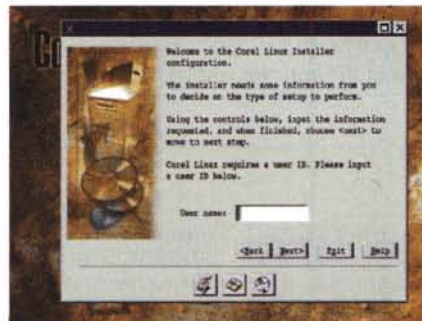 Co
Welcome to the Corel Linux Installer
configuration.
The installer needs some information from you
to decide on the type of setup to perform.
Using the controls below, input the information
requested, and when finished, choose <next> to
move to next step.
Corel Linux requires a user ID. Please input
a user ID below.
User name:
<Back Next> Exit Help